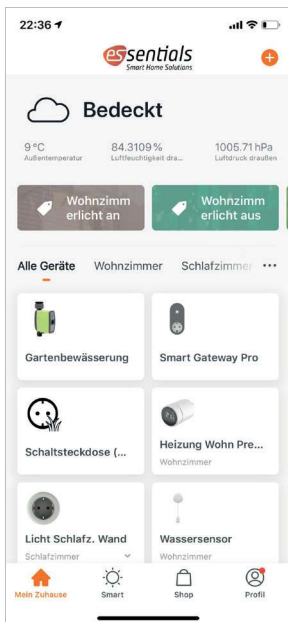 22:36
essentials
Smart Home Solutions
Bedeckt
9 °C
84.3109 %
1005.71 hPa
Außentemperatur
Luftfeuchtigkeit dra...
Luftdruck draußen
Wohnzimm
erlicht an
Wohnzimm
erlicht aus
Alle Geräte
Wohnzimmer
Schlafzimmer
Gartenbewässerung
Smart Gateway Pro
Schaltsteckdose (...
Heizung Wohn Pre...
Wohnzimmer
Licht Schlafz. Wand
Schlafzimmer
Wassersensor
Wohnzimmer
Mein Zuhause
Smart
Shop
Profil